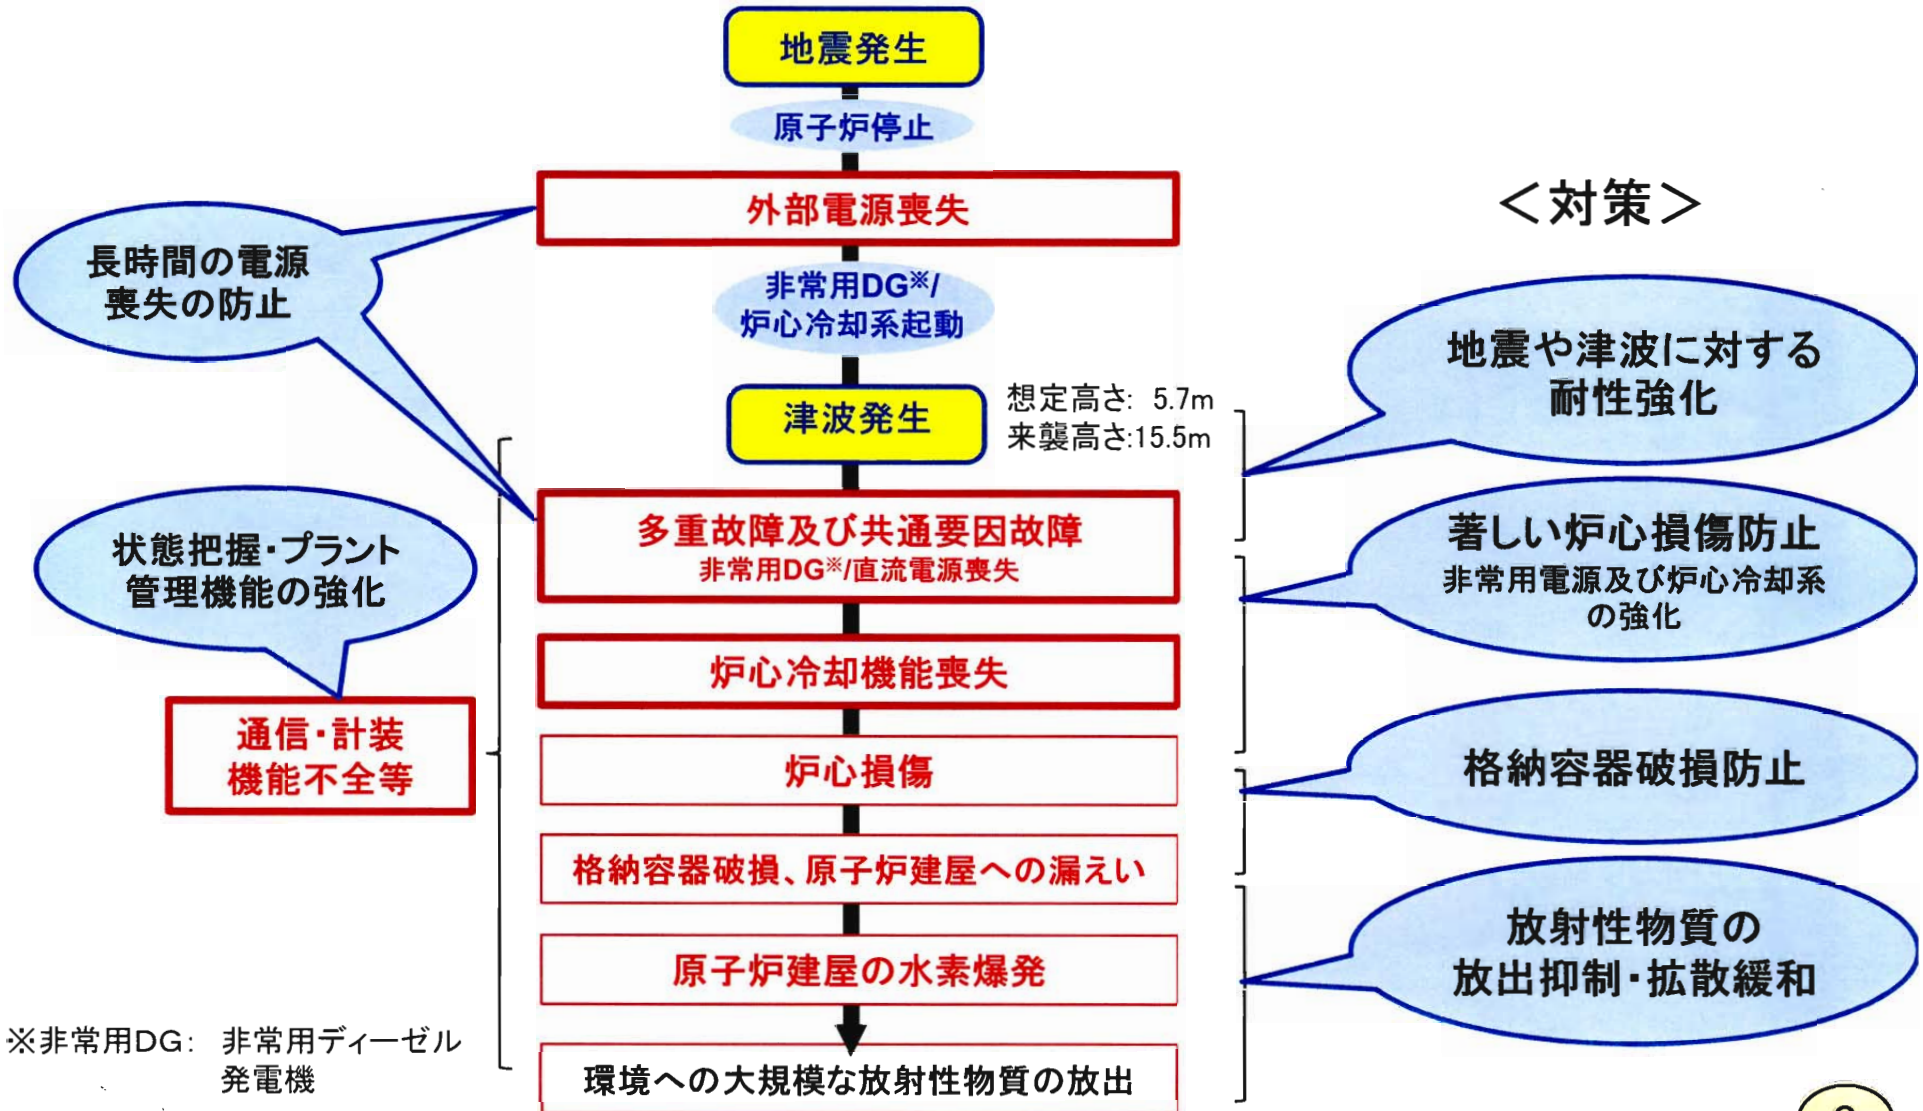 地震発生
原子炉停止
外部電源喪失
<対策>
長時間の電源
喪失の防止
非常用DG※/
炉心冷却系起動
地震や津波に対する
耐性強化
津波発生
想定高さ: 5.7m
来襲高さ:15.5m
多重故障及び共通要因故障
非常用DG※/直流電源喪失
著しい炉心損傷防止
非常用電源及び炉心冷却系
の強化
状態把握・プラント
管理機能の強化
炉心冷却機能喪失
通信・計装
機能不全等
炉心損傷
格納容器破損防止
格納容器破損、原子炉建屋への漏えい
放射性物質の
放出抑制・拡散緩和
原子炉建屋の水素爆発
※非常用DG: 非常用ディーゼル
発電機
環境への大規模な放射性物質の放出